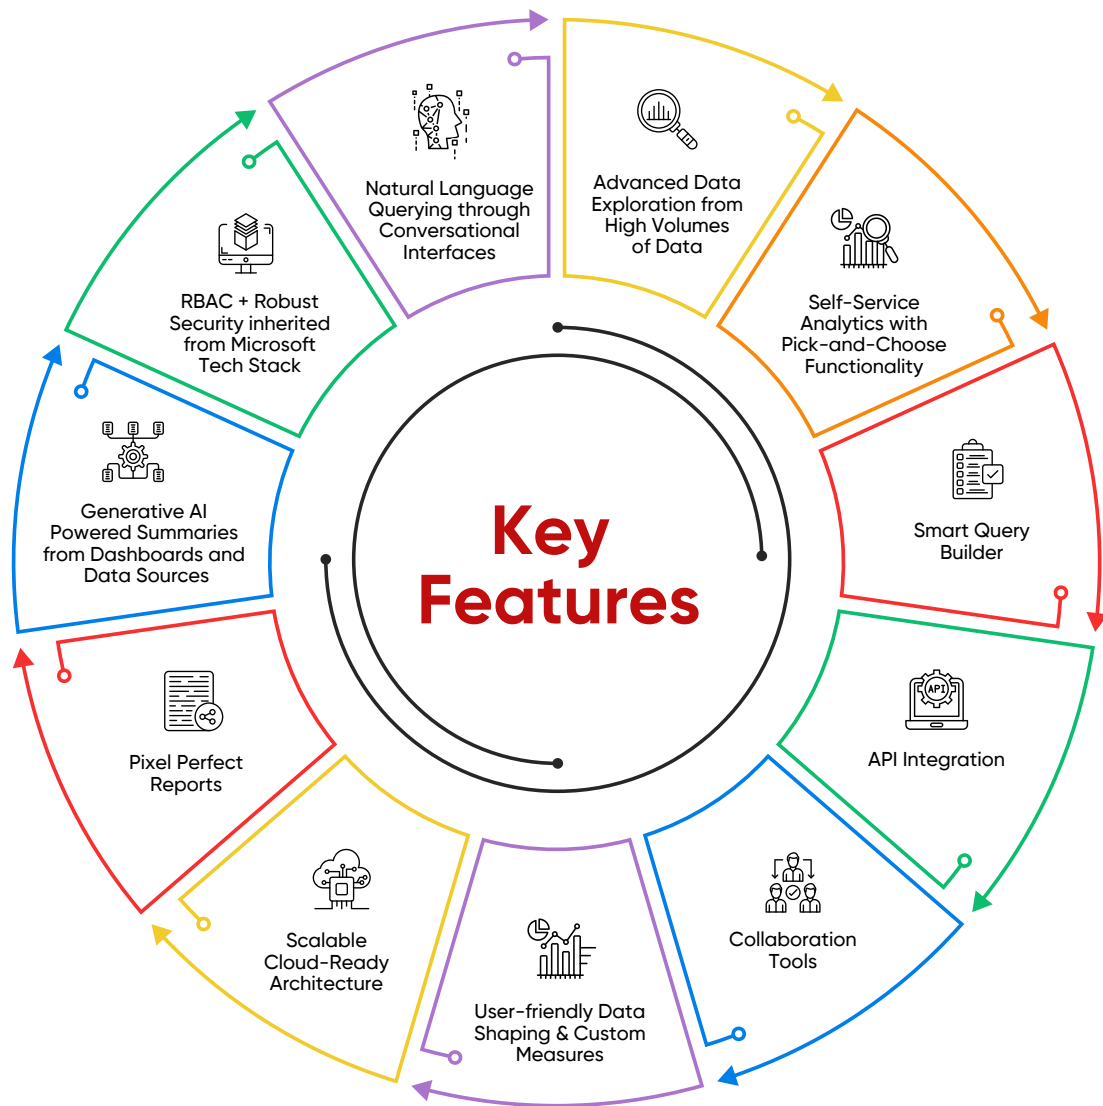 Key
Features
Advanced Data
Exploration from
High Volumes
of Data
Self-Service
Analytics with
Pick-and-Choose
Functionality
Smart Query
Builder
API
API Integration
Collaboration
Tools
User-friendly Data
Shaping & Custom
Measures
Scalable
Cloud-Ready
Architecture
Pixel Perfect
Reports
Generative AI
Powered Summaries
from Dashboards and
Data Sources
RBAC + Robust
Security inherited
from Microsoft
Tech Stack
Natural Language
Querying through
Conversational
Interfaces